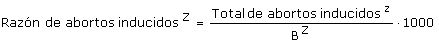 Razón de abortos inducidos Z = Total de abortos inducidos z / B Z · 1000